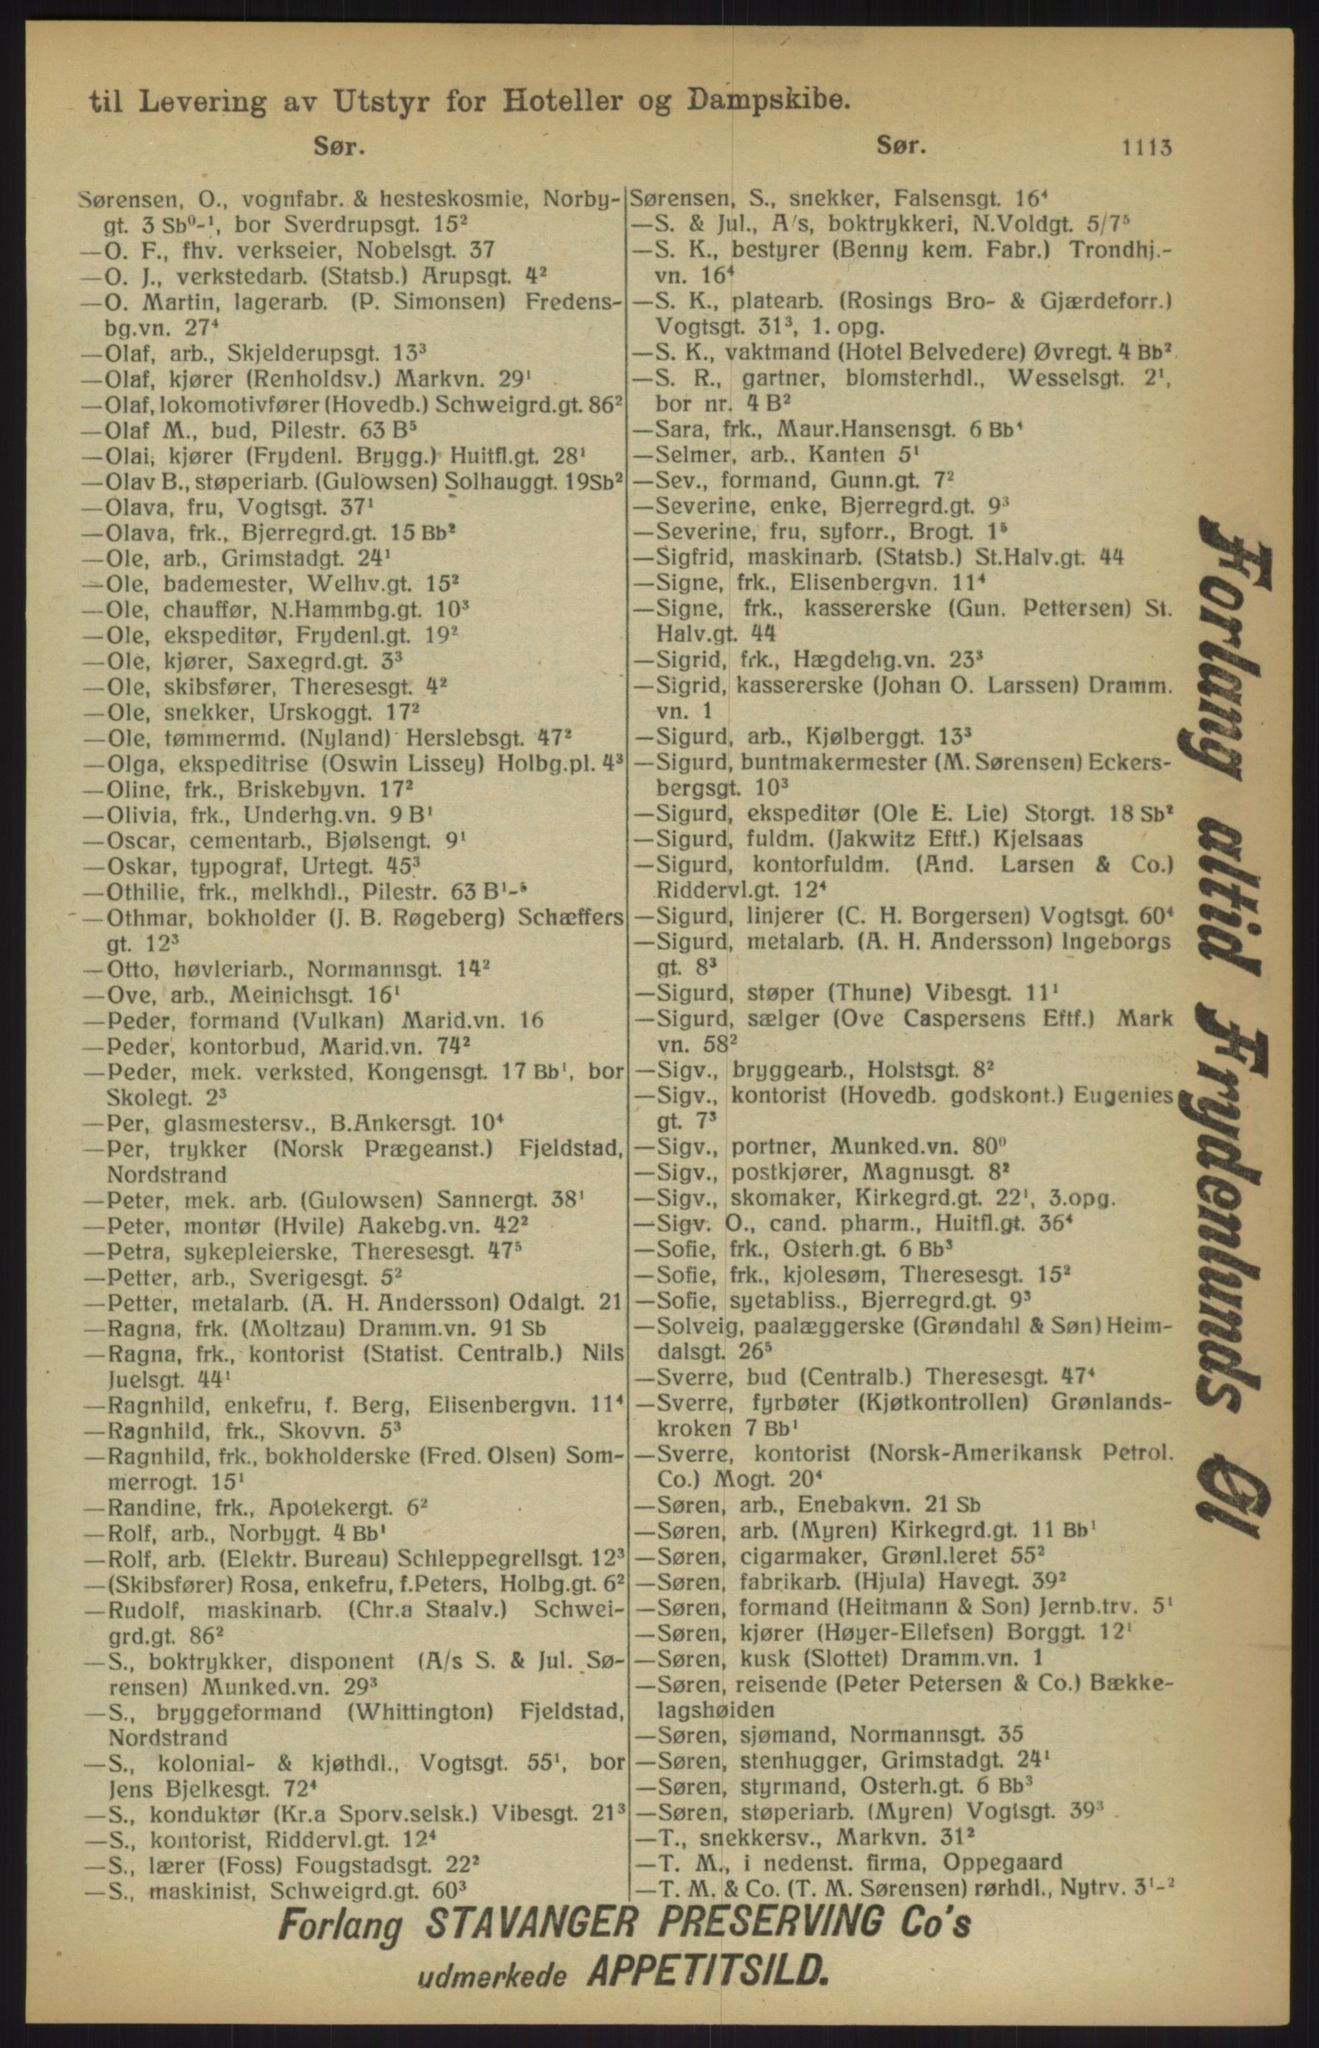 til Levering av Utstyr for Hoteller og Dampskibe.
Sør.
Sør.
1113
Sørensen, O., vognfabr. & hesteskosmie, Norby-
gt. 3 Sb⁰-¹, bor Sverdrupsgt. 15²
—O. F., fhv. verkseier, Nobelsgt. 37
—O. J., verkstedarb. (Statsb.) Arupsgt. 4²
—O. Martin, lagerarb. (P. Simonsen) Fredens-
bg.vn. 27⁴
—Olaf, arb., Skjelderupsgt. 13³
—Olaf, kjører (Renholdsv.) Markvn. 29¹
—Olaf, lokomotivfører (Hovedb.) Schweigrd.gt. 86²
—Olaf M., bud, Pilestr. 63 B⁵
—Olai, kjører (Frydenl. Brygg.) Huitfl.gt. 28¹
—Olav B., støperiarb. (Gulowsen) Solhauggt. 19Sb²
—Olava, fru, Vogtsgt. 37¹
—Olava, frk., Bjerregrd.gt. 15 Bb²
—Ole, arb., Grimstadgt. 24¹
—Ole, bademester, Welhv.gt. 15²
—Ole, chauffør, N.Hammbg.gt. 10³
—Ole, ekspeditør, Frydenl.gt. 19²
—Ole, kjører, Saxegrd.gt. 3³
—Ole, skibsfører, Theresesgt. 4²
—Ole, snekker, Urskoggt. 17²
—Ole, tømmermd. (Nyland) Herslebsgt. 47²
—Olga, ekspeditrise (Oswin Lissey) Holbg.pl. 4³
—Oline, frk., Briskebyvn. 17²
—Olivia, frk., Underhg.vn. 9 B¹
—Oscar, cementarb., Bjølsengt. 9¹
—Oskar, typograf, Urtegt. 45³
—Othilie, frk., melkhdl., Pilestr. 63 B¹-⁵
—Othmar, bokholder (J. B. Røgeberg) Schæffers
gt. 12³
—Otto, høvleriarb., Normannsgt. 14²
—Ove, arb., Meinichsgt. 16¹
—Peder, formand (Vulkan) Marid.vn. 16
—Peder, kontorbud, Marid.vn. 74²
—Peder, mek. verksted, Kongensgt. 17 Bb¹, bor
Skolegt. 2³
—Per, glasmestersv., B.Ankersgt. 10⁴
—Per, trykker (Norsk Prægeanst.) Fjeldstad,
Nordstrand
—Peter, mek. arb. (Gulowsen) Sannergt. 38¹
—Peter, montør (Hvile) Aakebg.vn. 42²
—Petra, sykepleierske, Theresesgt. 47⁵
—Petter, arb., Sverigesgt. 5²
—Petter, metalarb. (A. H. Andersson) Odalgt. 21
—Ragna, frk. (Moltzau) Dramm.vn. 91 Sb
—Ragna, frk., kontorist (Statist. Centralb.) Nils
Juelsgt. 44¹
—Ragnhild, enkefru, f. Berg, Elisenbergvn. 11⁴
—Ragnhild, frk., Skovvn. 5³
—Ragnhild, frk., bokholderske (Fred. Olsen) Som-
merrogt. 15¹
—Randine, frk., Apotekergt. 6²
—Rolf, arb., Norbygt. 4 Bb¹
—Rolf, arb. (Elektr. Bureau) Schleppegrellsgt. 12³
—(Skibsfører) Rosa, enkefru, f.Peters, Holbg.gt. 6²
—Rudolf, maskinarb. (Chr.a Staalv.) Schwei-
grd.gt. 86²
—S., boktrykker, disponent (A/s S. & Jul. Sø-
rensen) Munked.vn. 29³
—S., bryggeformand (Whittington) Fjeldstad,
Nordstrand
—S., kolonial- & kjøthdl., Vogtsgt. 55¹, bor
Jens Bjelkesgt. 72⁴
—S., konduktør (Kr.a Sporv.selsk.) Vibesgt. 21³
—S., kontorist, Riddervl.gt. 12⁴
—S., lærer (Foss) Fougstadsgt. 22²
—S., maskinist, Schweigrd.gt. 60³
Sørensen, S., snekker, Falsensgt. 16⁴
—S. & Jul., A/s, boktrykkeri, N.Voldgt. 5/7⁵
—S. K., bestyrer (Benny kem. Fabr.) Trondhj.-
vn. 16⁴
—S. K., platearb. (Rosings Bro- & Gjærdeforr.)
Vogtsgt. 31³, 1. opg.
—S. K., vaktmand (Hotel Belvedere) Øvregt. 4 Bb²
—S. R., gartner, blomsterhdl., Wesselsgt. 2¹,
bor nr. 4 B²
—Sara, frk., Maur.Hansensgt. 6 Bb⁴
—Selmer, arb., Kanten 5¹
—Sev., formand, Gunn.gt. 7²
—Severine, enke, Bjerregrd.gt. 9³
—Severine, fru, syforr., Brogt. 1⁵
—Sigfrid, maskinarb. (Statsb.) St.Halv.gt. 44
—Signe, frk., Elisenbergvn. 11⁴
—Signe, frk., kassererske (Gun. Pettersen) St.
Halv.gt. 44
—Sigrid, frk., Hægdehg.vn. 23³
—Sigrid, kassererske (Johan O. Larssen) Dramm.
vn. 1
—Sigurd, arb., Kjølberggt. 13³
—Sigurd, buntmakermester (M. Sørensen) Eckers-
bergsgt. 10³
—Sigurd, ekspeditør (Ole E. Lie) Storgt. 18 Sb²
—Sigurd, fuldm. (Jakwitz Eftf.) Kjelsaas
—Sigurd, kontorfuldm. (And. Larsen & Co.)
Riddervl.gt. 12⁴
—Sigurd, linjerer (C. H. Borgersen) Vogtsgt. 60⁴
—Sigurd, metalarb. (A. H. Andersson) Ingeborgs
gt. 8³
—Sigurd, støper (Thune) Vibesgt. 11¹
—Sigurd, sælger (Ove Caspersens Eftf.) Mark
vn. 58²
—Sigv., bryggearb., Holstsgt. 8²
—Sigv., kontorist (Hovedb. godskont.) Eugenies
gt. 7³
—Sigv., portner, Munked.vn. 80⁰
—Sigv., postkjører, Magnusgt. 8²
—Sigv., skomaker, Kirkegrd.gt. 22¹, 3.opg.
—Sigv. O., cand. pharm., Huitfl.gt. 36⁴
—Sofie, frk., Osterh.gt. 6 Bb³
—Sofie, frk., kjolesøm, Theresesgt. 15²
—Sofie, syetabliss., Bjerregrd.gt. 9³
—Solveig, paalæggerske (Grøndahl & Søn) Heim-
dalsgt. 26⁵
—Sverre, bud (Centralb.) Theresesgt. 47⁴
—Sverre, fyrbøter (Kjøtkontrollen) Grønlands-
kroken 7 Bb¹
—Sverre, kontorist (Norsk-Amerikansk Petrol.
Co.) Mogt. 20⁴
—Søren, arb., Enebakvn. 21 Sb
—Søren, arb. (Myren) Kirkegrd.gt. 11 Bb¹
—Søren, cigarmaker, Grønl.leret 55²
—Søren, fabrikarb. (Hjula) Havegt. 39²
—Søren, formand (Heitmann & Son) Jernb.trv. 5¹
—Søren, kjører (Høyer-Ellefsen) Borggt. 12¹
—Søren, kusk (Slottet) Dramm.vn. 1
—Søren, reisende (Peter Petersen & Co.) Bække-
lagshøiden
—Søren, sjømand, Normannsgt. 35
—Søren, stenhugger, Grimstadgt. 24¹
—Søren, styrmand, Osterh.gt. 6 Bb³
—Søren, støperiarb. (Myren) Vogtsgt. 39³
—T., snekkersv., Markvn. 31²
—T. M., i nedenst. firma, Oppegaard
—T. M. & Co. (T. M. Sørensen) rørhdl., Nytrv. 3¹-²
Forlang altid Frydenlunds Øl
Forlang STAVANGER PRESERVING Co's
udmerkede APPETITSILD.